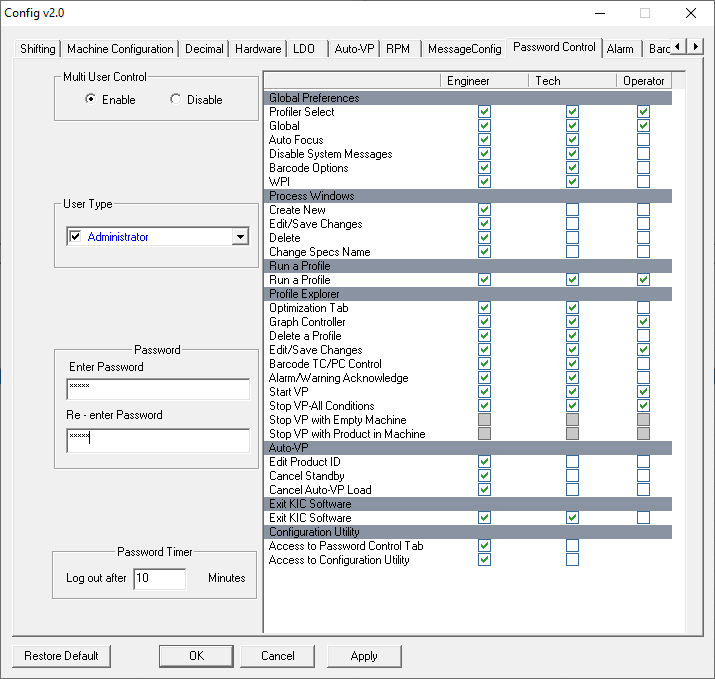 Config v2.0
Shifting Machine Configuration Decimal Hardware LDO Auto-VP RPM MessageConfig Password Control Alarm Barc
Multi User Control
Enable Disable
User Type
Administrator
Password
Enter Password
*****
Re - enter Password
*****
Password Timer
Log out after 10 Minutes
Engineer Tech Operator
Global Preferences
Profiler Select
Global
Auto Focus
Disable System Messages
Barcode Options
WPI
Process Windows
Create New
Edit/Save Changes
Delete
Change Specs Name
Run a Profile
Run a Profile
Profile Explorer
Optimization Tab
Graph Controller
Delete a Profile
Edit/Save Changes
Barcode TC/PC Control
Alarm/Warning Acknowledge
Start VP
Stop VP-All Conditions
Stop VP with Empty Machine
Stop VP with Product in Machine
Auto-VP
Edit Product ID
Cancel Standby
Cancel Auto-VP Load
Exit KIC Software
Exit KIC Software
Configuration Utility
Access to Password Control Tab
Access to Configuration Utility
Restore Default OK Cancel Apply